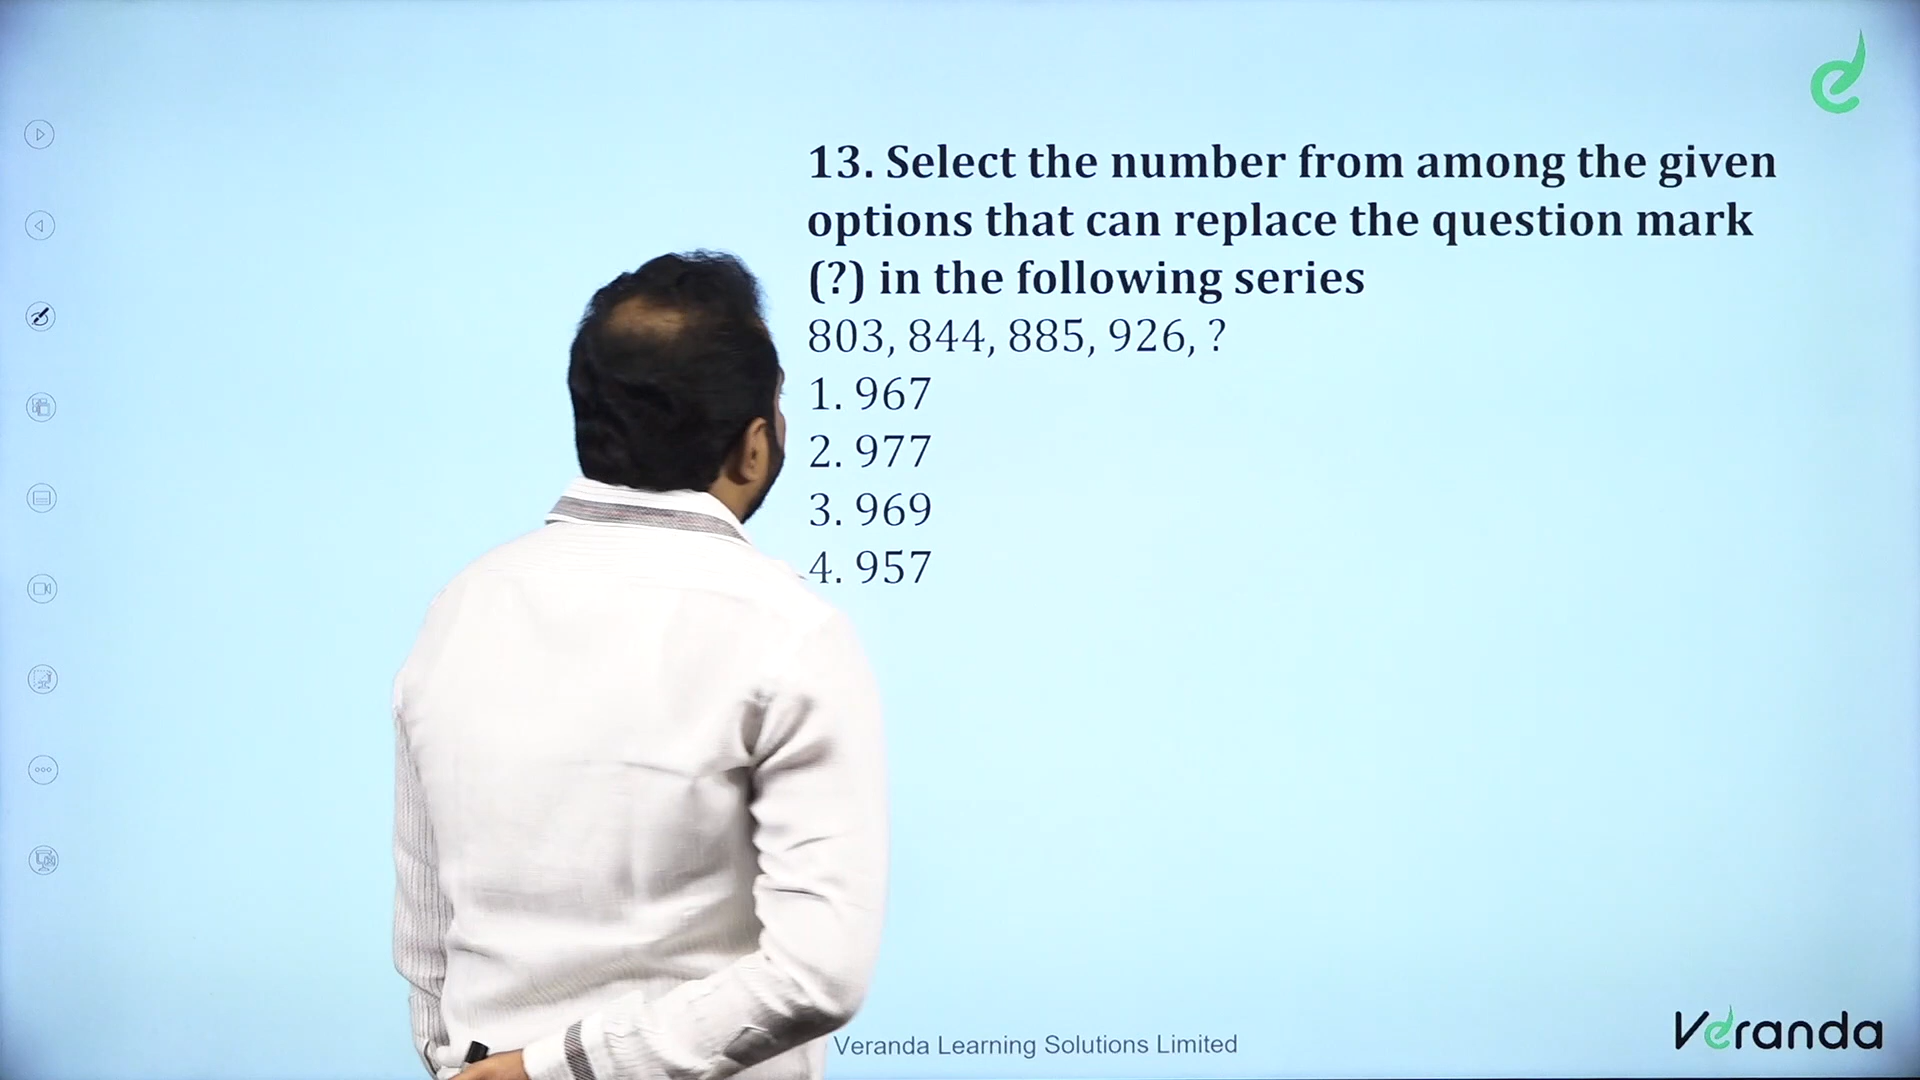 13. Select the number from among the given
options that can replace the question mark
(?) in the following series
803, 844, 885, 926, ?
1. 967
2. 977
3. 969
4. 957
Veranda Learning Solutions Limited
Veranda